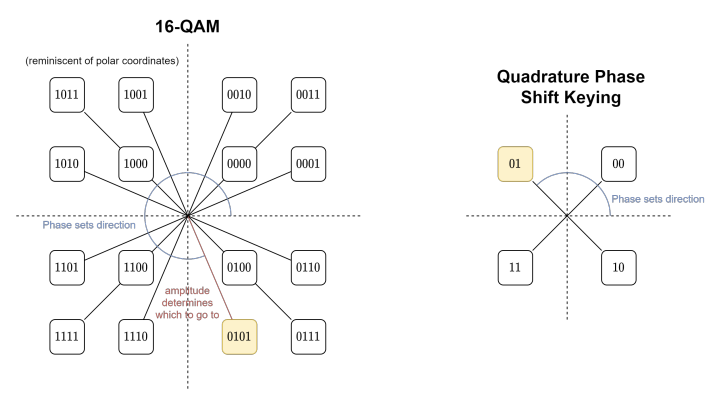 16-QAM
(reminiscent of polar coordinates)
1011 1001 0010 0011
1010 1000 0000 0001
Phase sets direction
1101 1100 0100 0110
amplitude
determines
which to go to
1111 1110 0101 0111
Quadrature Phase
Shift Keying
01 00
Phase sets direction
11 10